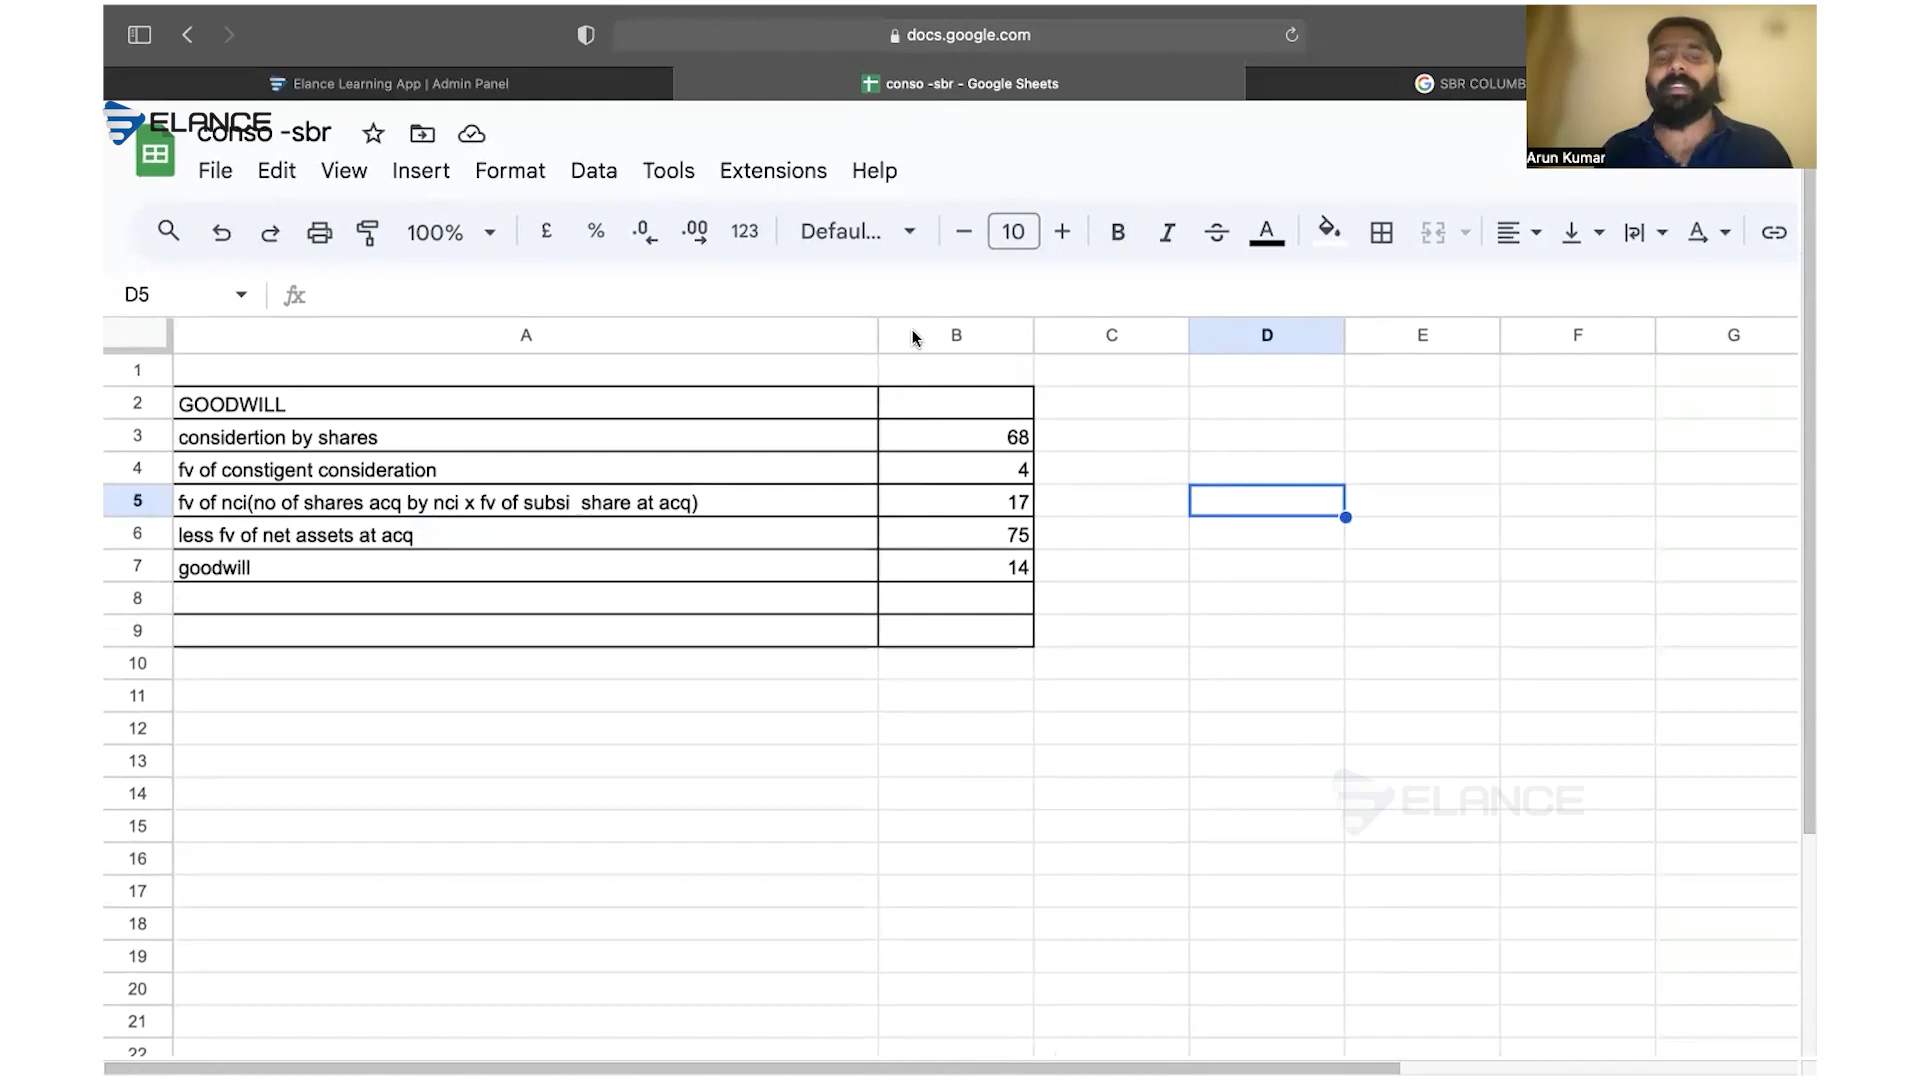 docs.google.com
Elance Learning App | Admin Panel
conso -sbr - Google Sheets
SBR COLUMB
Arun Kumar
ELANCE
conso -sbr
File Edit View Insert Format Data Tools Extensions Help
100% £ % .0 .00 123 Defaul... 10 B I A
D5 fx
A B C D E F G
1
2 GOODWILL
3 considertion by shares 68
4 fv of constigent consideration 4
5 fv of nci(no of shares acq by nci x fv of subsi share at acq) 17
6 less fv of net assets at acq 75
7 goodwill 14
8
9
10
11
12
13
14
15
16
17
18
19
20
21
22
ELANCE